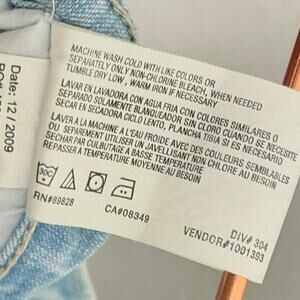 MACHINE WASH COLD WITH LIKE COLORS OR
SEPARATELY ONLY NON-CHLORINE BLEACH, WHEN NEEDED
TUMBLE DRY LOW, WARM IRON IF NECESSARY
LAVAR EN LAVADORA CON AGUA FRIA CON COLORES SIMILARES O
SEPARADO SOLAMENTE BLANQUEADOR SIN CLORO CUANDO
SECAR EN SECADORA CICLO LENTO, PLANCHA TIBIA SI ES NECESARIO
LAVER A LA MACHINE A L'EAU FROIDE AVEC DES COULEURS SEMBLABLES
OU SEPAREMENT UTILISER UN JAVELLISANT NON CHLORE AU BESOIN
SECHER PAR CULBUTAGE A BASSE TEMPERATURE
REPASSER A TEMPERATURE MOYENNE AU BESOIN
30C
RN#89828
CA#08349
DIV# 304
VENDOR#1001393
Date: 12 / 2009